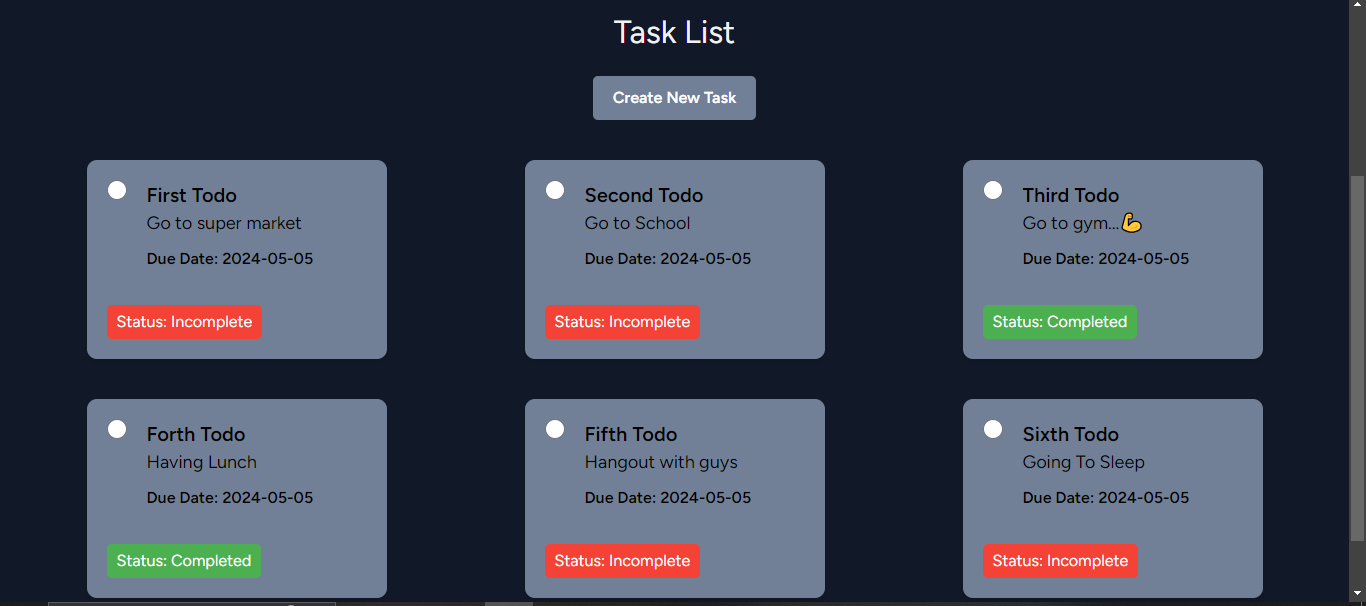 Task List
Create New Task
First Todo
Go to super market
Due Date: 2024-05-05
Status: Incomplete
Second Todo
Go to School
Due Date: 2024-05-05
Status: Incomplete
Third Todo
Go to gym...💪
Due Date: 2024-05-05
Status: Completed
Forth Todo
Having Lunch
Due Date: 2024-05-05
Status: Completed
Fifth Todo
Hangout with guys
Due Date: 2024-05-05
Status: Incomplete
Sixth Todo
Going To Sleep
Due Date: 2024-05-05
Status: Incomplete